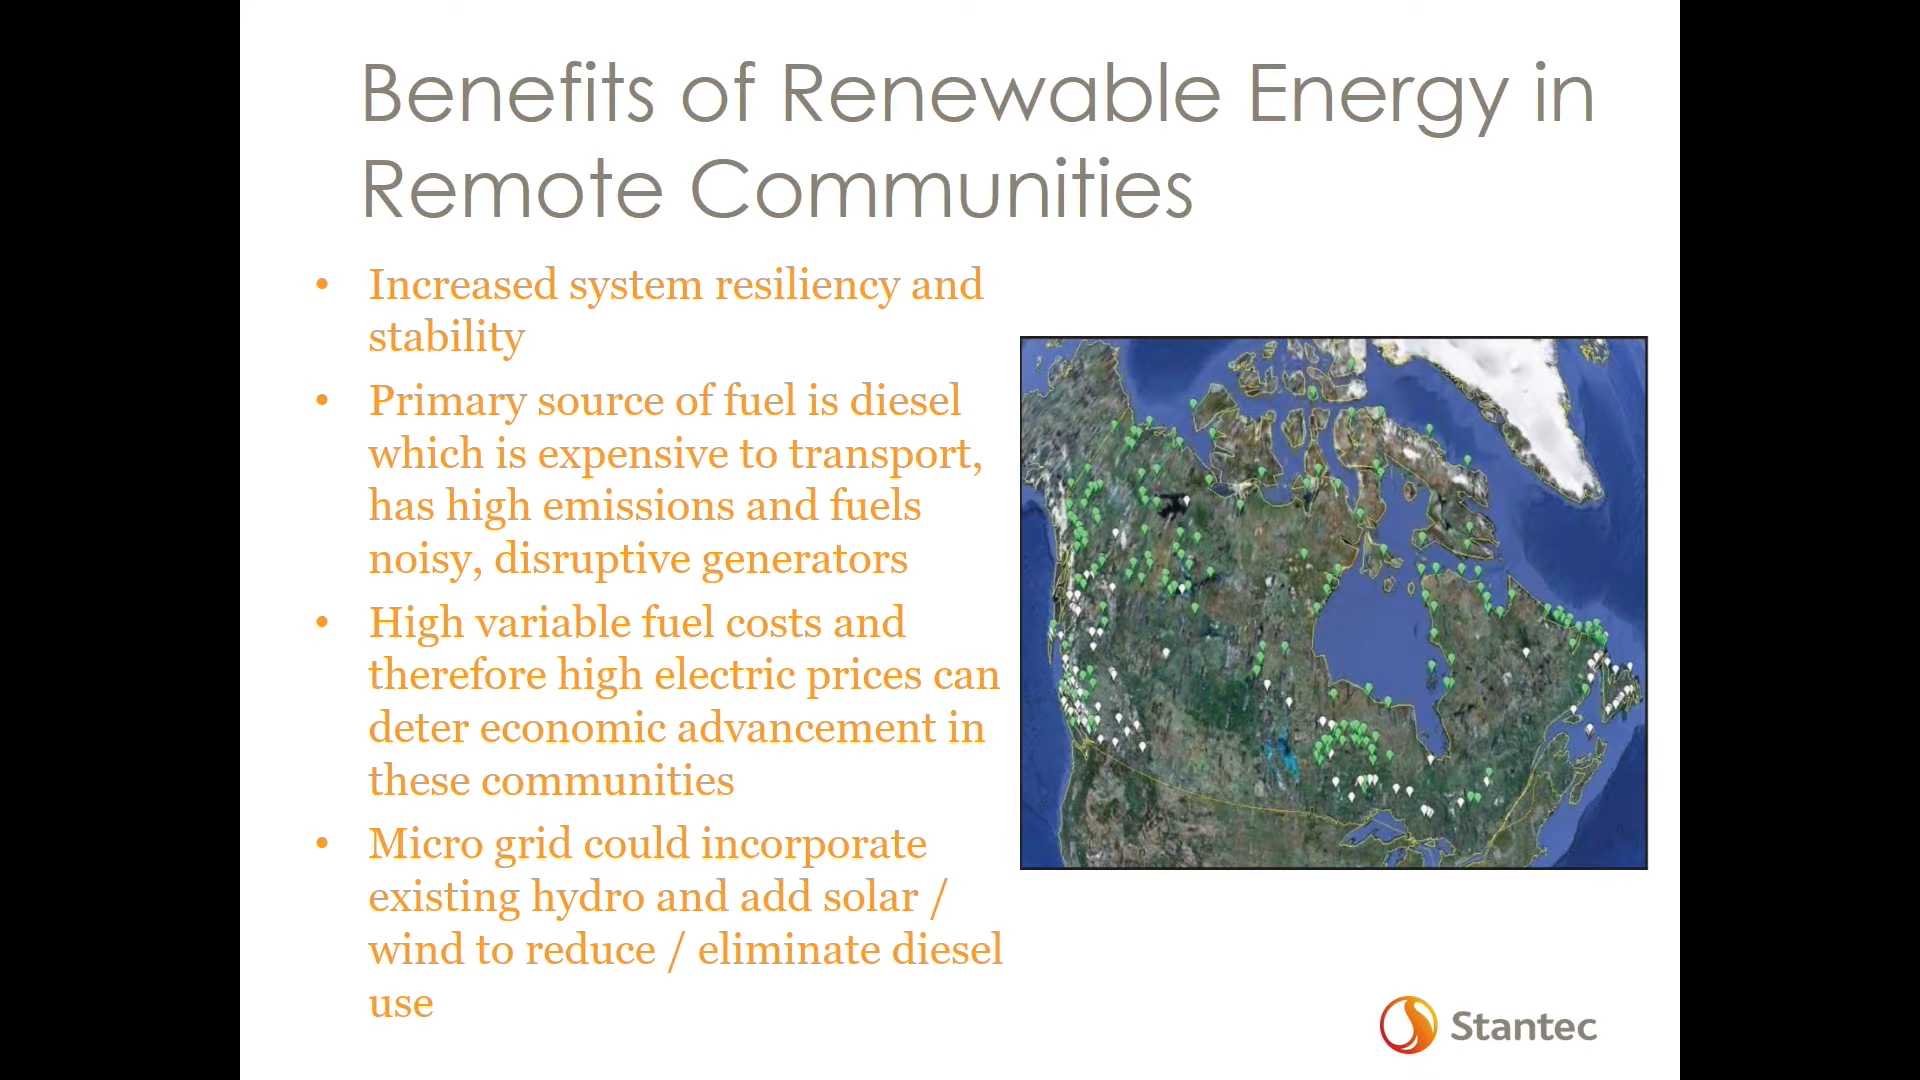 Benefits of Renewable Energy in
Remote Communities
• Increased system resiliency and
stability
• Primary source of fuel is diesel
which is expensive to transport,
has high emissions and fuels
noisy, disruptive generators
• High variable fuel costs and
therefore high electric prices can
deter economic advancement in
these communities
• Micro grid could incorporate
existing hydro and add solar /
wind to reduce / eliminate diesel
use
Stantec